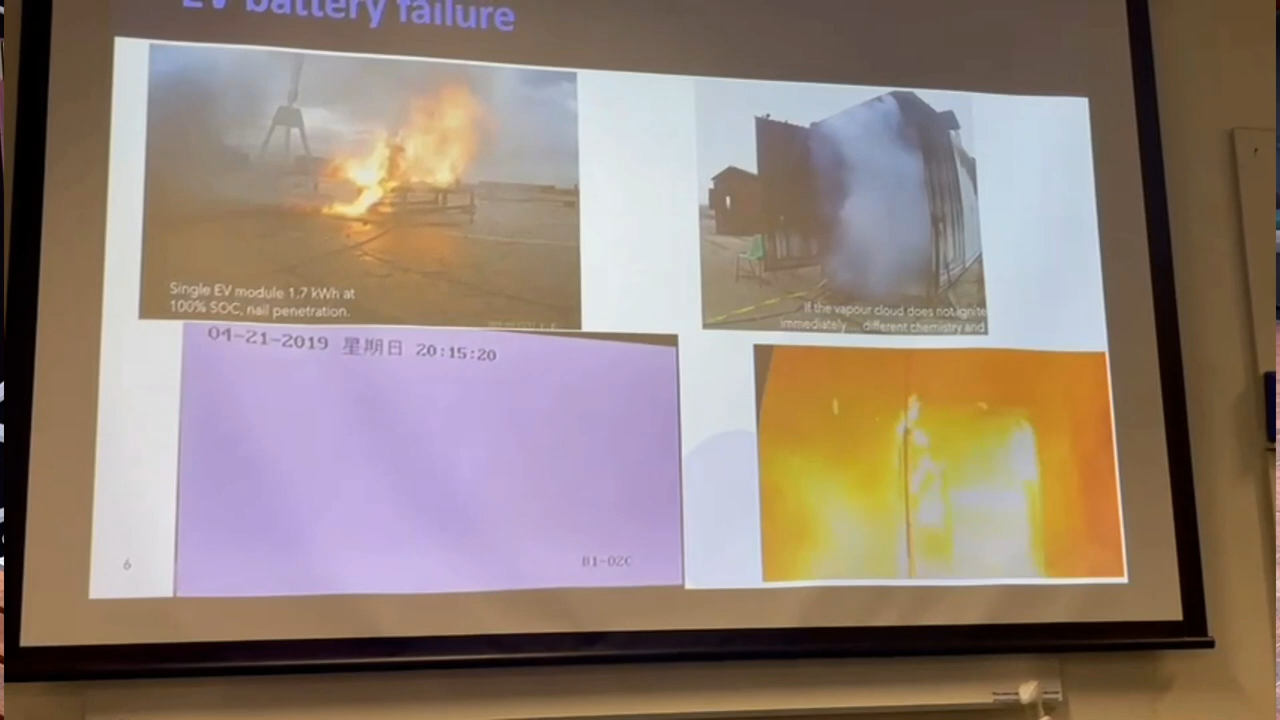 EV battery failure
Single EV module 1.7 kWh at
100% SOC, nail penetration.
If the vapour cloud does not ignite
immediately... different chemistry and
04-21-2019 星期日 20:15:20
6